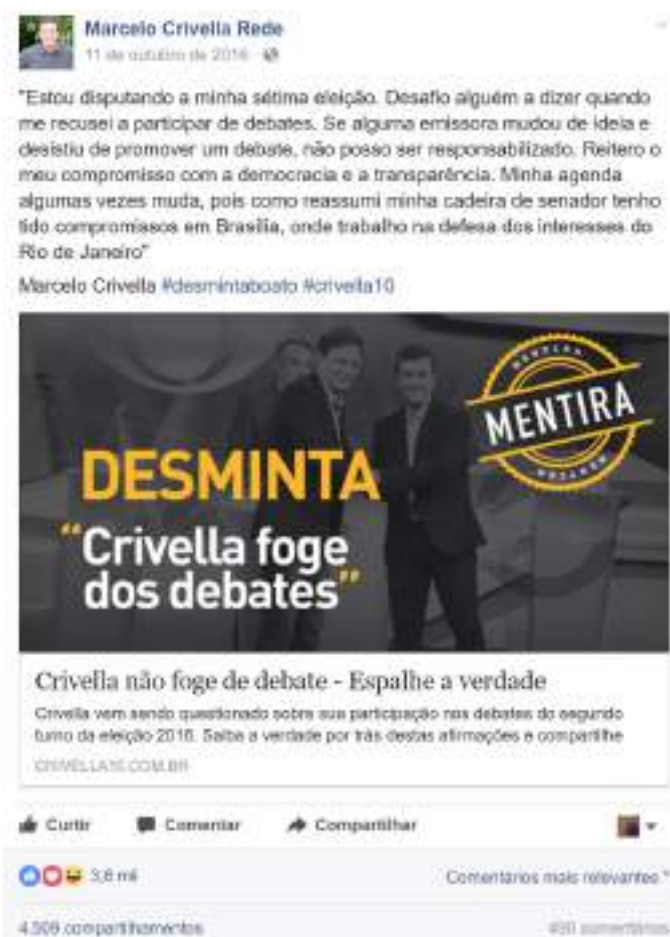 Marcelo Crivella Rede
11 de outubro de 2016
"Estou disputando a minha sétima eleição. Desafio alguém a dizer quando
me recusei a participar de debates. Se alguma emissora mudou de ideia e
desistiu de promover um debate, não posso ser responsabilizado. Reitero o
meu compromisso com a democracia e a transparência. Minha agenda
algumas vezes muda, pois como reassumi minha cadeira de senador tenho
tido compromissos em Brasília, onde trabalho na defesa dos interesses do
Rio de Janeiro"
Marcelo Crivella #desmintaboato #crivella10
MENTIRA
MENTIRA
MENTIRA
DESMINTA
"Crivella foge
dos debates"
Crivella não foge de debate - Espalhe a verdade
Crivella vem sendo questionado sobre sua participação nos debates do segundo
turno da eleição 2016. Saiba a verdade por trás destas afirmações e compartilhe
CRIVELLA10.COM.BR
Curtir Comentar Compartilhar
3,8 mil Comentários mais relevantes
compartilhamentos comentários